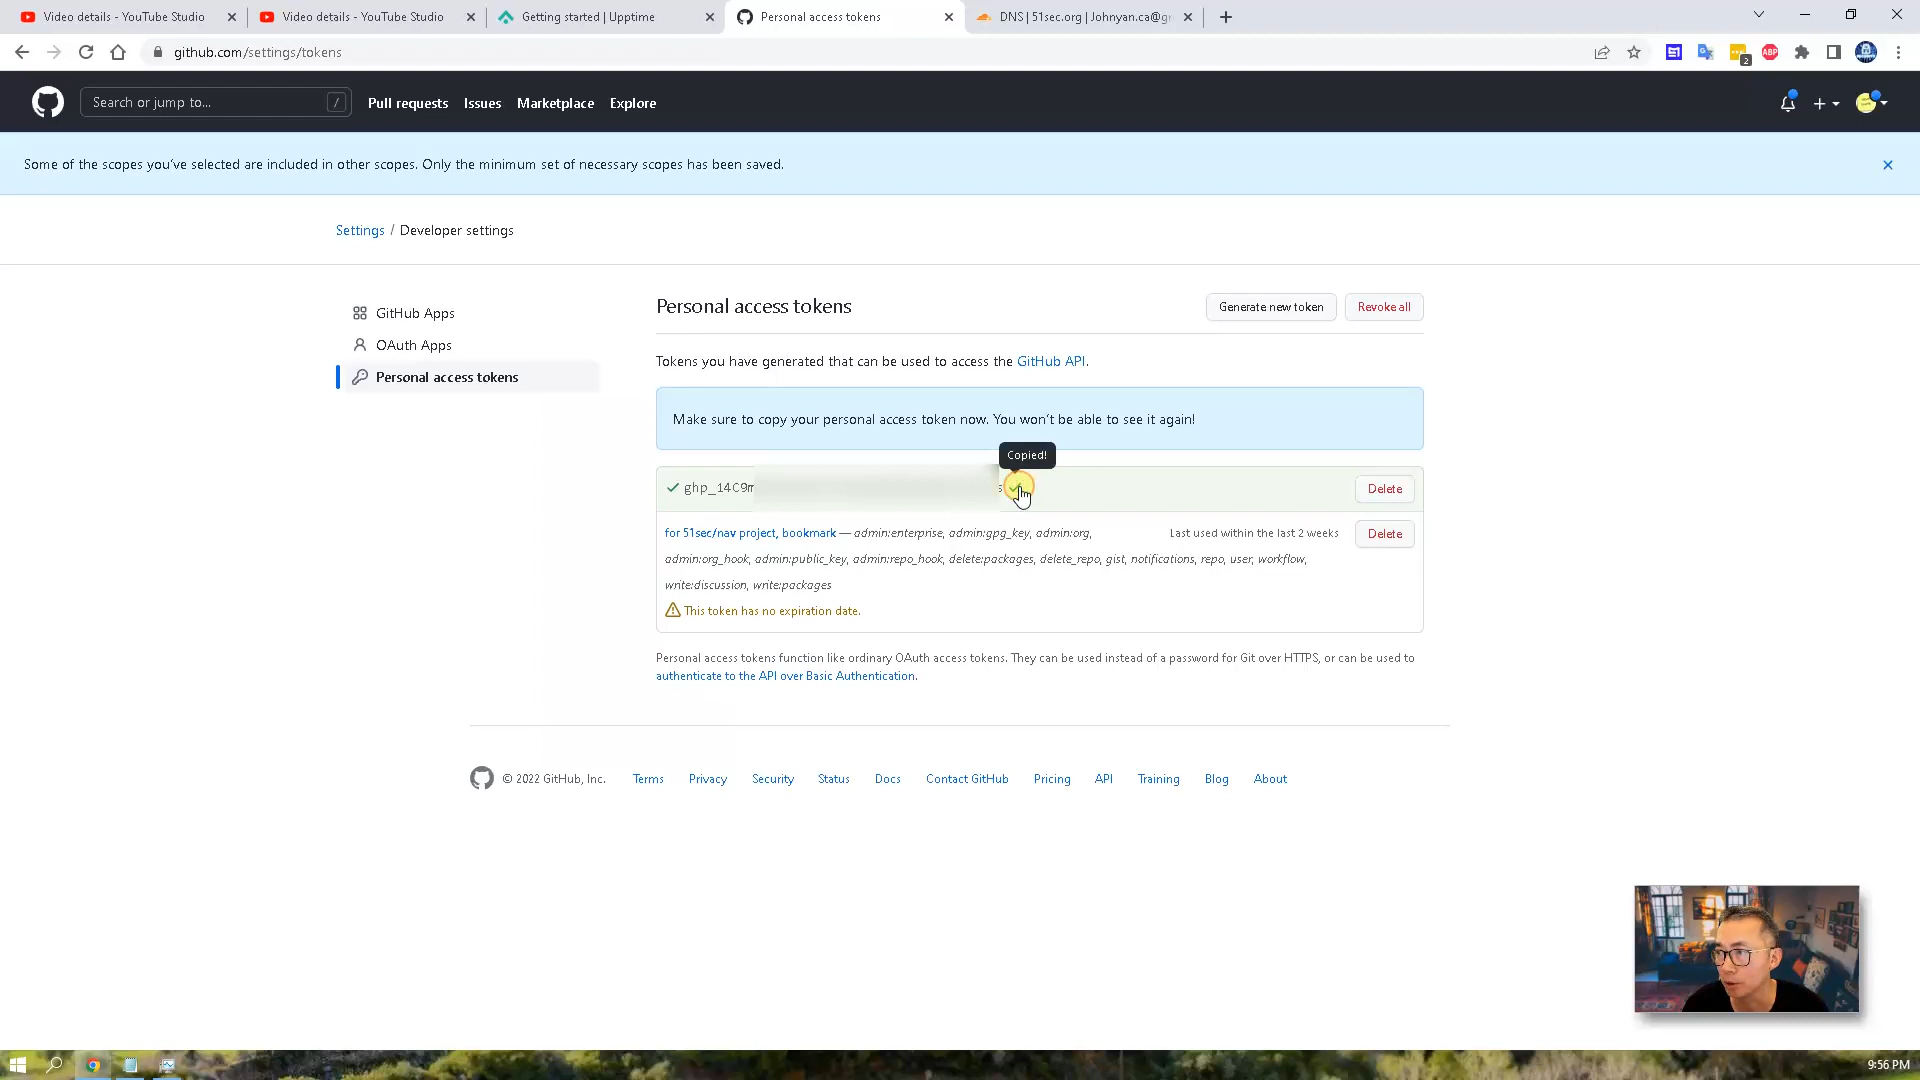 Video details - YouTube Studio
Video details - YouTube Studio
Getting started | Upptime
Personal access tokens
DNS | 51sec.org | Johnyan.ca@gr
github.com/settings/tokens
2
ABP
Search or jump to...
/
Pull requests
Issues
Marketplace
Explore
Some of the scopes you've selected are included in other scopes. Only the minimum set of necessary scopes has been saved.
Settings / Developer settings
GitHub Apps
OAuth Apps
Personal access tokens
Personal access tokens
Generate new token
Revoke all
Tokens you have generated that can be used to access the GitHub API.
Make sure to copy your personal access token now. You won't be able to see it again!
Copied!
ghp_14C9m
s
Delete
for 51sec/nav project, bookmark — admin:enterprise, admin:gpg_key, admin:org,
Last used within the last 2 weeks
Delete
admin:org_hook, admin:public_key, admin:repo_hook, delete:packages, delete_repo, gist, notifications, repo, user, workflow,
write:discussion, write:packages
This token has no expiration date.
Personal access tokens function like ordinary OAuth access tokens. They can be used instead of a password for Git over HTTPS, or can be used to
authenticate to the API over Basic Authentication.
© 2022 GitHub, Inc.
Terms
Privacy
Security
Status
Docs
Contact GitHub
Pricing
API
Training
Blog
About
9:56 PM